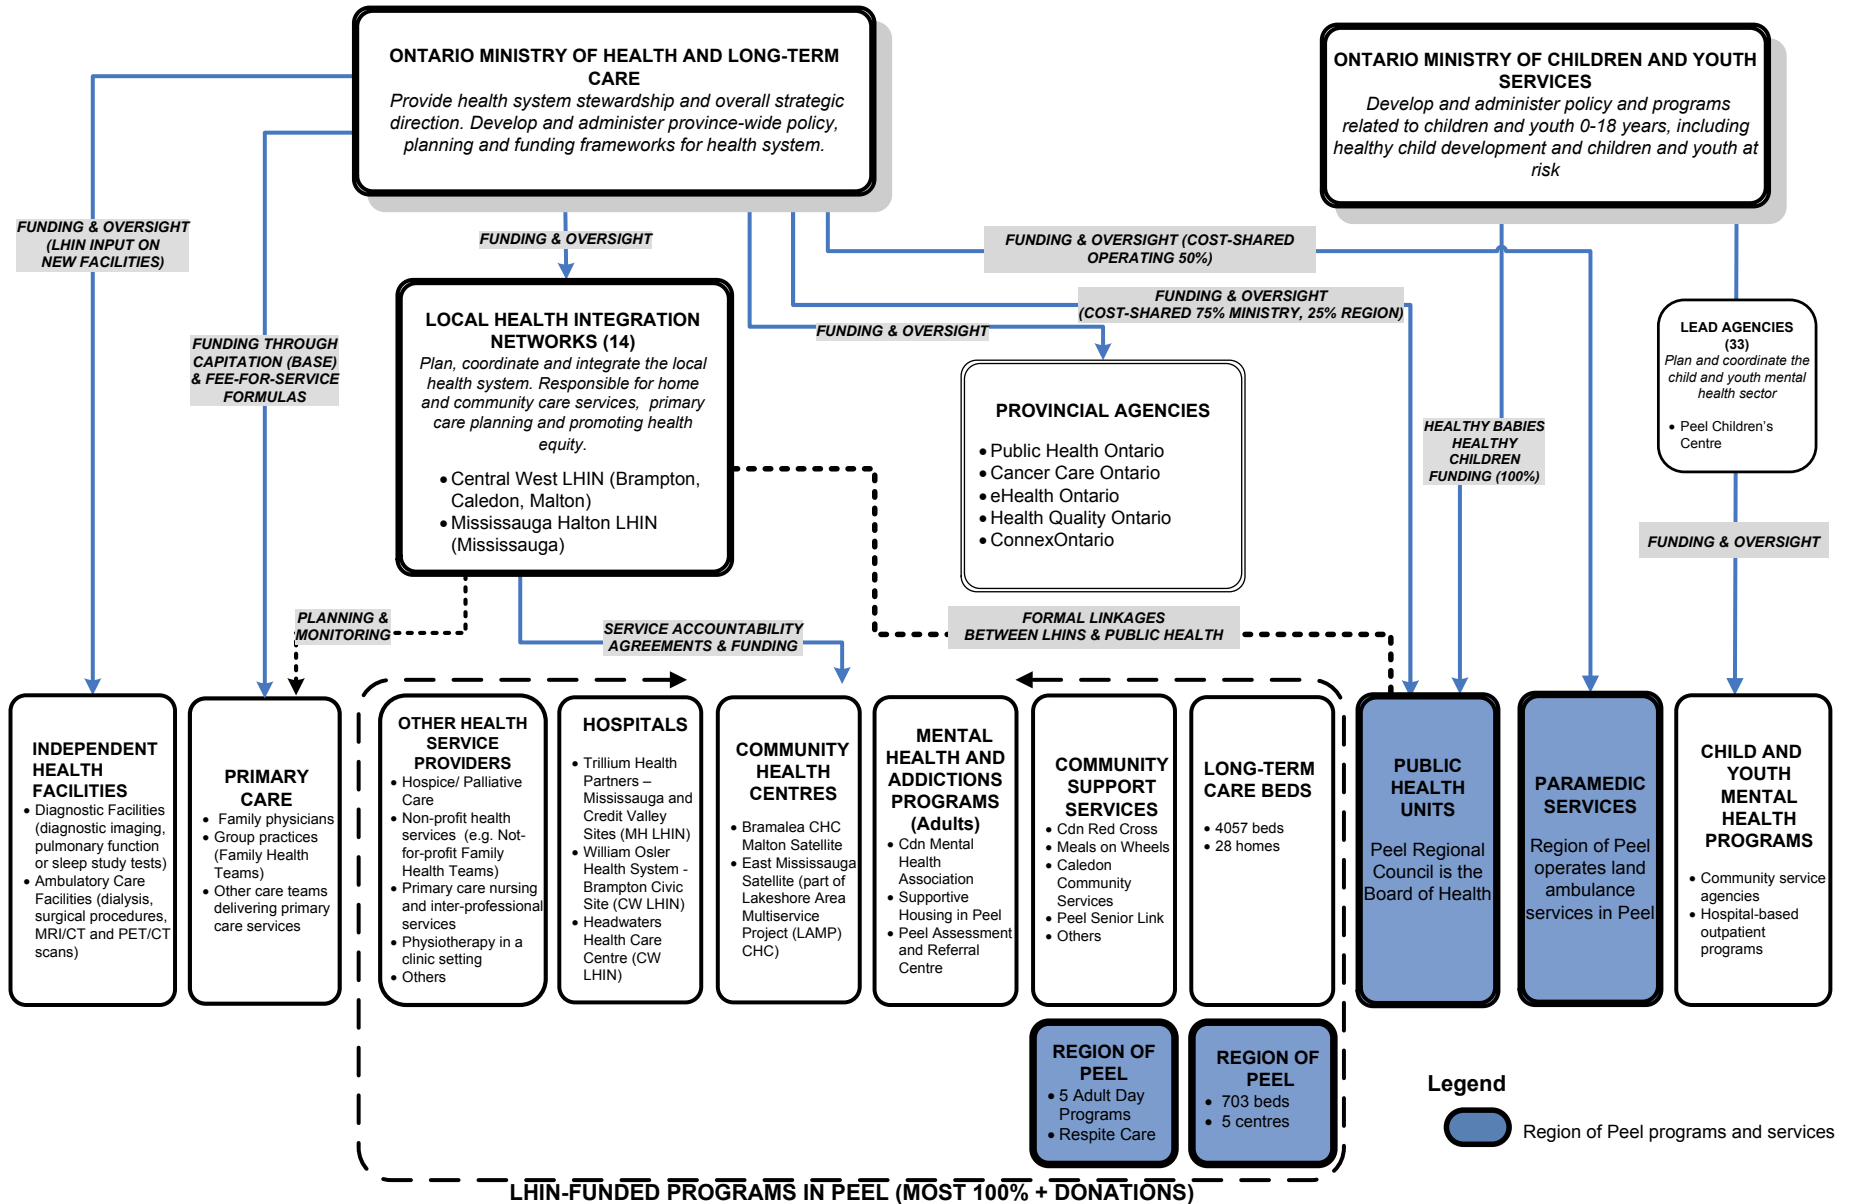 ONTARIO MINISTRY OF HEALTH AND LONG-TERM
CARE
Provide health system stewardship and overall strategic
direction. Develop and administer province-wide policy,
planning and funding frameworks for health system.
ONTARIO MINISTRY OF CHILDREN AND YOUTH
SERVICES
Develop and administer policy and programs
related to children and youth 0-18 years, including
healthy child development and children and youth at
risk
FUNDING & OVERSIGHT
(LHIN INPUT ON
NEW FACILITIES)
FUNDING THROUGH
CAPITATION (BASE)
& FEE-FOR-SERVICE
FORMULAS
FUNDING & OVERSIGHT
FUNDING & OVERSIGHT (COST-SHARED
OPERATING 50%)
FUNDING & OVERSIGHT
(COST-SHARED 75% MINISTRY, 25% REGION)
FUNDING & OVERSIGHT
LOCAL HEALTH INTEGRATION
NETWORKS (14)
Plan, coordinate and integrate the local
health system. Responsible for home
and community care services, primary
care planning and promoting health
equity.
• Central West LHIN (Brampton,
Caledon, Malton)
• Mississauga Halton LHIN
(Mississauga)
PROVINCIAL AGENCIES
• Public Health Ontario
• Cancer Care Ontario
• eHealth Ontario
• Health Quality Ontario
• ConnexOntario
HEALTHY BABIES
HEALTHY
CHILDREN
FUNDING (100%)
LEAD AGENCIES
(33)
Plan and coordinate the
child and youth mental
health sector
• Peel Children's
Centre
FUNDING & OVERSIGHT
PLANNING &
MONITORING
SERVICE ACCOUNTABILITY
AGREEMENTS & FUNDING
FORMAL LINKAGES
BETWEEN LHINS & PUBLIC HEALTH
INDEPENDENT
HEALTH
FACILITIES
• Diagnostic Facilities
(diagnostic imaging,
pulmonary function
or sleep study tests)
• Ambulatory Care
Facilities (dialysis,
surgical procedures,
MRI/CT and PET/CT
scans)
PRIMARY
CARE
• Family physicians
• Group practices
(Family Health
Teams)
• Other care teams
delivering primary
care services
OTHER HEALTH
SERVICE
PROVIDERS
• Hospice/ Palliative
Care
• Non-profit health
services (e.g. Not-
for-profit Family
Health Teams)
• Primary care nursing
and inter-professional
services
• Physiotherapy in a
clinic setting
• Others
HOSPITALS
• Trillium Health
Partners –
Mississauga and
Credit Valley
Sites (MH LHIN)
• William Osler
Health System -
Brampton Civic
Site (CW LHIN)
• Headwaters
Health Care
Centre (CW
LHIN)
COMMUNITY
HEALTH
CENTRES
• Bramalea CHC
Malton Satellite
• East Mississauga
Satellite (part of
Lakeshore Area
Multiservice
Project (LAMP)
CHC)
MENTAL
HEALTH AND
ADDICTIONS
PROGRAMS
(Adults)
• Cdn Mental
Health
Association
• Supportive
Housing in Peel
• Peel Assessment
and Referral
Centre
COMMUNITY
SUPPORT
SERVICES
• Cdn Red Cross
• Meals on Wheels
• Caledon
Community
Services
• Peel Senior Link
• Others
LONG-TERM
CARE BEDS
• 4057 beds
• 28 homes
PUBLIC
HEALTH
UNITS
Peel Regional
Council is the
Board of Health
PARAMEDIC
SERVICES
Region of Peel
operates land
ambulance
services in Peel
CHILD AND
YOUTH
MENTAL
HEALTH
PROGRAMS
• Community service
agencies
• Hospital-based
outpatient
programs
REGION OF
PEEL
• 5 Adult Day
Programs
• Respite Care
REGION OF
PEEL
• 703 beds
• 5 centres
Legend
Region of Peel programs and services
LHIN-FUNDED PROGRAMS IN PEEL (MOST 100% + DONATIONS)